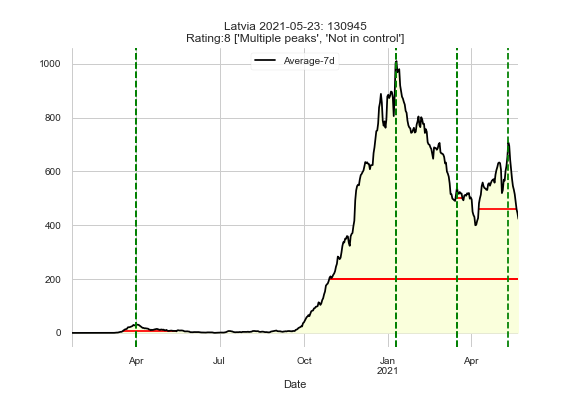 Latvia 2021-05-23: 130945
Rating:8 ['Multiple peaks', 'Not in control']
Average-7d
1000
800
600
400
200
0
Apr
Jul
Oct
Jan
2021
Apr
Date